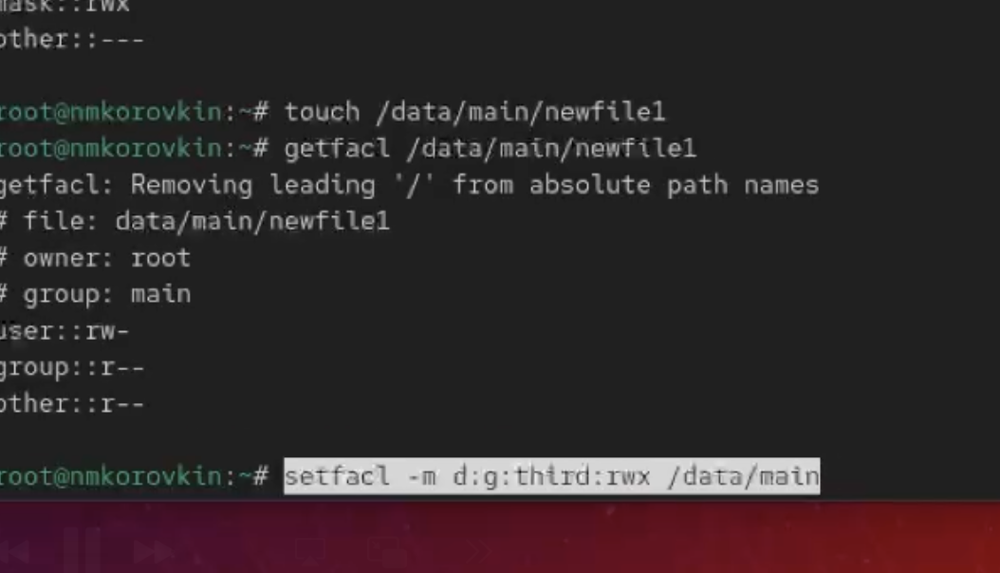 mask::rwx
other::---
root@nmkorovkin:~# touch /data/main/newfile1
root@nmkorovkin:~# getfacl /data/main/newfile1
getfacl: Removing leading '/' from absolute path names
# file: data/main/newfile1
# owner: root
# group: main
user::rw-
group::r--
other::r--
root@nmkorovkin:~# setfacl -m d:g:third:rwx /data/main